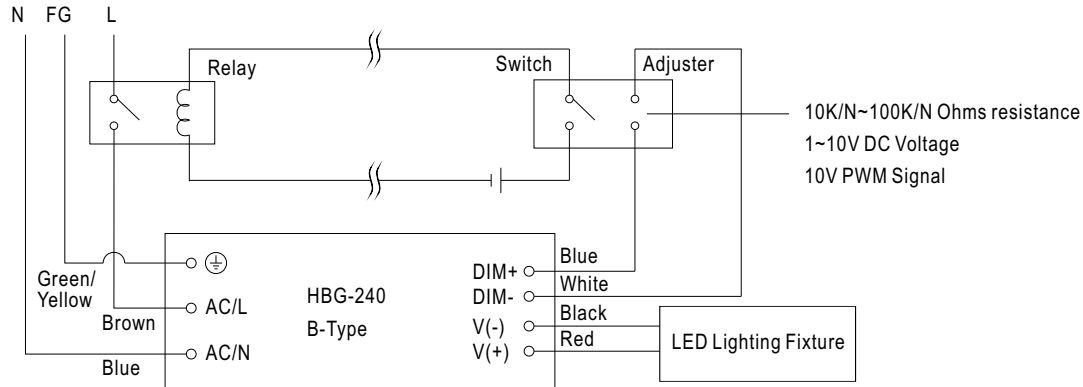 N FG L
Relay
Switch
Adjuster
10K/N~100K/N Ohms resistance
1~10V DC Voltage
10V PWM Signal
Green/
Yellow
Brown
Blue
AC/L
AC/N
HBG-240
B-Type
DIM+
DIM-
V(-)
V(+)
Blue
White
Black
Red
LED Lighting Fixture